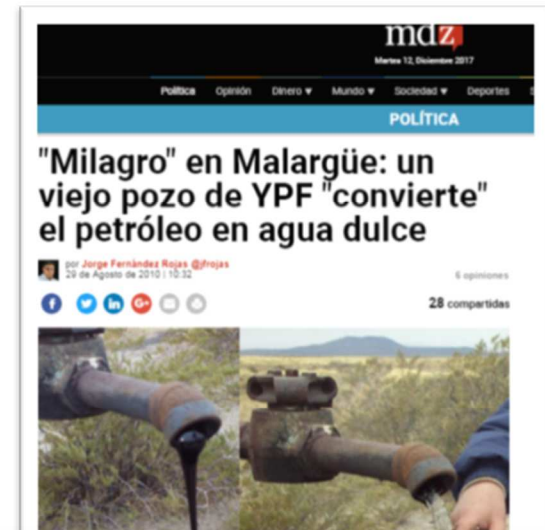 mdz
Martes 12, Diciembre 2017
Política Opinión Dinero ▼ Mundo ▼ Sociedad ▼ Deportes
POLÍTICA
"Milagro" en Malargüe: un
viejo pozo de YPF "convierte"
el petróleo en agua dulce
por Jorge Fernández Rojas @jfrojas
29 de Agosto de 2010 | 10:32
6 opiniones
28 compartidas